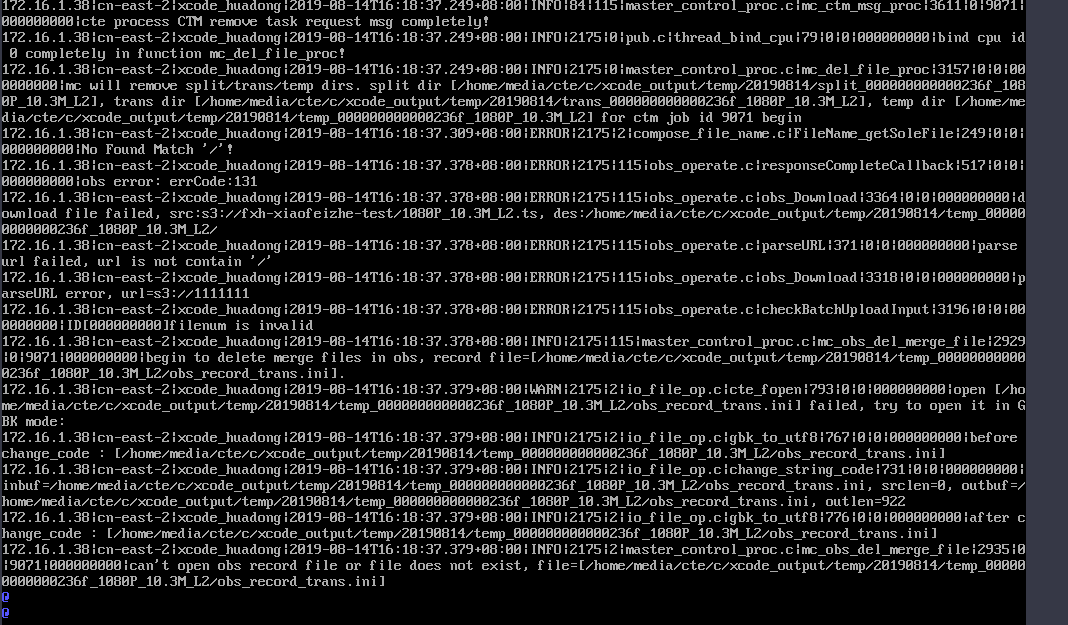 172.16.1.38|cn-east-2|xcode_huadong|2019-08-14T16:18:37.249+08:00|INFO|84|115|master_control_proc.c|mc_ctm_msg_proc|3611|0|9071|
000000000|cte process CTM remove task request msg completely!
172.16.1.38|cn-east-2|xcode_huadong|2019-08-14T16:18:37.249+08:00|INFO|2175|0|pub.c|thread_bind_cpu|79|0|0|000000000|bind cpu id
 0 completely in function mc_del_file_proc!
172.16.1.38|cn-east-2|xcode_huadong|2019-08-14T16:18:37.249+08:00|INFO|2175|0|master_control_proc.c|mc_del_file_proc|3157|0|0|00
0000000|mc will remove split/trans/temp dirs. split dir [/home/media/cte/c/xcode_output/temp/20190814/split_000000000000236f_108
0P_10.3M_L2], trans dir [/home/media/cte/c/xcode_output/temp/20190814/trans_000000000000236f_1080P_10.3M_L2], temp dir [/home/me
dia/cte/c/xcode_output/temp/20190814/temp_000000000000236f_1080P_10.3M_L2] for ctm job id 9071 begin
172.16.1.38|cn-east-2|xcode_huadong|2019-08-14T16:18:37.309+08:00|ERROR|2175|2|compose_file_name.c|FileName_getSoleFile|249|0|0|
000000000|No Found Match '/'!
172.16.1.38|cn-east-2|xcode_huadong|2019-08-14T16:18:37.378+08:00|ERROR|2175|115|obs_operate.c|responseCompleteCallback|517|0|0|
000000000|obs error: errCode:131
172.16.1.38|cn-east-2|xcode_huadong|2019-08-14T16:18:37.378+08:00|ERROR|2175|115|obs_operate.c|obs_Download|3364|0|0|000000000|d
ownload file failed, src:s3://fxh-xiaofeizhe-test/1080P_10.3M_L2.ts, des:/home/media/cte/c/xcode_output/temp/20190814/temp_00000
0000000236f_1080P_10.3M_L2/
172.16.1.38|cn-east-2|xcode_huadong|2019-08-14T16:18:37.378+08:00|ERROR|2175|115|obs_operate.c|parseURL|371|0|0|000000000|parse 
url failed, url is not contain '/'
172.16.1.38|cn-east-2|xcode_huadong|2019-08-14T16:18:37.378+08:00|ERROR|2175|115|obs_operate.c|obs_Download|3318|0|0|000000000|p
arseURL error, url=s3://1111111
172.16.1.38|cn-east-2|xcode_huadong|2019-08-14T16:18:37.378+08:00|ERROR|2175|115|obs_operate.c|checkBatchUploadInput|3196|0|0|00
0000000|ID[000000000]filenum is invalid
172.16.1.38|cn-east-2|xcode_huadong|2019-08-14T16:18:37.379+08:00|INFO|2175|115|master_control_proc.c|mc_obs_del_merge_file|2929
|0|9071|000000000|begin to delete merge files in obs, record file=[/home/media/cte/c/xcode_output/temp/20190814/temp_00000000000
0236f_1080P_10.3M_L2/obs_record_trans.ini].
172.16.1.38|cn-east-2|xcode_huadong|2019-08-14T16:18:37.379+08:00|WARN|2175|2|io_file_op.c|cte_fopen|793|0|0|000000000|open [/ho
me/media/cte/c/xcode_output/temp/20190814/temp_000000000000236f_1080P_10.3M_L2/obs_record_trans.ini] failed, try to open it in G
BK mode:
172.16.1.38|cn-east-2|xcode_huadong|2019-08-14T16:18:37.379+08:00|INFO|2175|2|io_file_op.c|gbk_to_utf8|767|0|0|000000000|before 
change_code : [/home/media/cte/c/xcode_output/temp/20190814/temp_000000000000236f_1080P_10.3M_L2/obs_record_trans.ini]
172.16.1.38|cn-east-2|xcode_huadong|2019-08-14T16:18:37.379+08:00|INFO|2175|2|io_file_op.c|change_string_code|731|0|0|000000000|
inbuf=/home/media/cte/c/xcode_output/temp/20190814/temp_000000000000236f_1080P_10.3M_L2/obs_record_trans.ini, srclen=0, outbuf=/
home/media/cte/c/xcode_output/temp/20190814/temp_000000000000236f_1080P_10.3M_L2/obs_record_trans.ini, outlen=922
172.16.1.38|cn-east-2|xcode_huadong|2019-08-14T16:18:37.379+08:00|INFO|2175|2|io_file_op.c|gbk_to_utf8|776|0|0|000000000|after c
hange_code : [/home/media/cte/c/xcode_output/temp/20190814/temp_000000000000236f_1080P_10.3M_L2/obs_record_trans.ini]
172.16.1.38|cn-east-2|xcode_huadong|2019-08-14T16:18:37.379+08:00|INFO|2175|2|master_control_proc.c|mc_obs_del_merge_file|2935|0
|9071|000000000|can't open obs record file or file does not exist, file=[/home/media/cte/c/xcode_output/temp/20190814/temp_00000
0000000236f_1080P_10.3M_L2/obs_record_trans.ini]
@
@